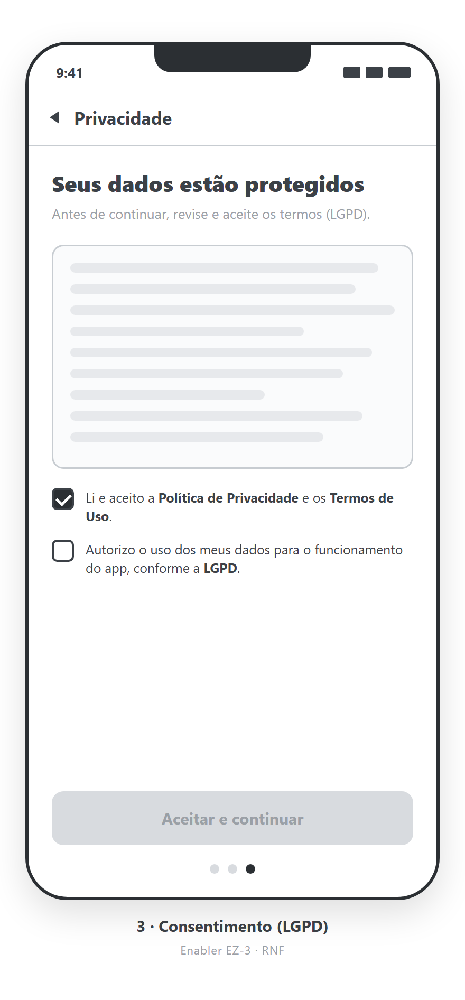 9:41
Privacidade
Seus dados estão protegidos
Antes de continuar, revise e aceite os termos (LGPD).
Li e aceito a Política de Privacidade e os Termos de
Uso.
Autorizo o uso dos meus dados para o funcionamento
do app, conforme a LGPD.
Aceitar e continuar
3 · Consentimento (LGPD)
Enabler EZ-3 · RNF